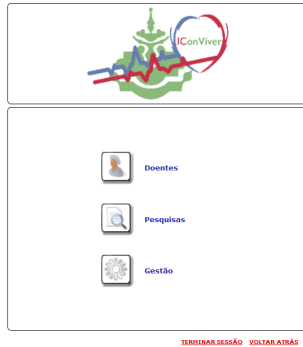 IConViver
Doentes
Pesquisas
Gestão
TERMINAR SESSÃO VOLTAR ATRÁS